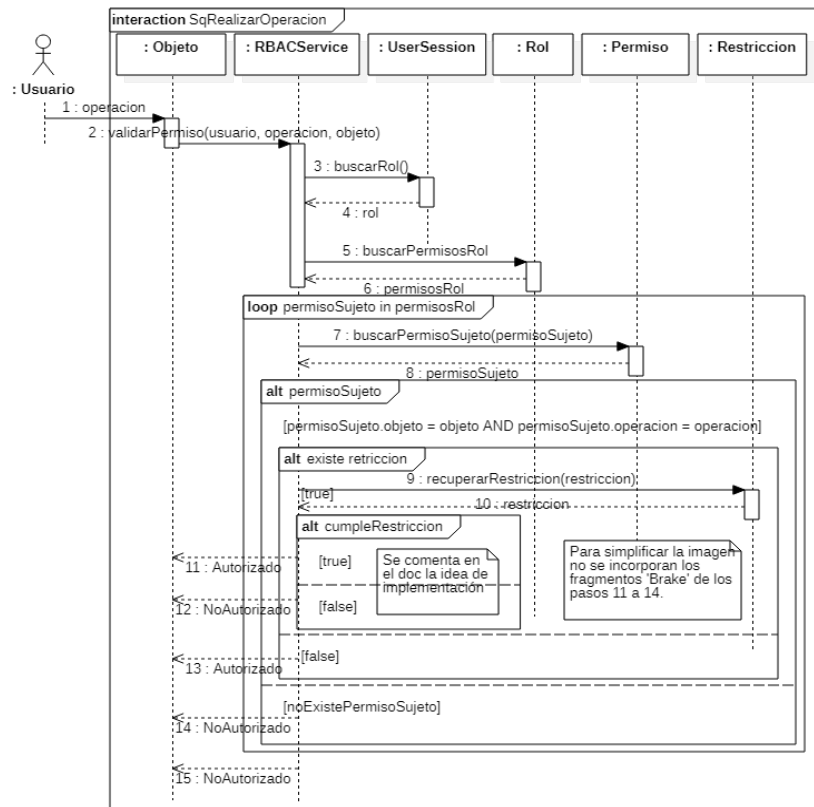 interaction SqRealizarOperacion
: Objeto
: RBACService
: UserSession
: Rol
: Permiso
: Restriccion
: Usuario
1 : operacion
2 : validarPermiso(usuario, operacion, objeto)
3 : buscarRol()
4 : rol
5 : buscarPermisosRol
6 : permisosRol
loop permisoSujeto in permisosRol
7 : buscarPermisoSujeto(permisoSujeto)
8 : permisoSujeto
alt permisoSujeto
[permisoSujeto.objeto = objeto AND permisoSujeto.operacion = operacion]
alt existe retriccion
9 : recuperarRestriccion(restriccion)
[true]
10 : restriccion
alt cumpleRestriccion
11 : Autorizado
[true]
Se comenta en
el doc la idea de
implementación
Para simplificar la imagen
no se incorporan los
fragmentos 'Brake' de los
pasos 11 a 14.
12 : NoAutorizado
[false]
13 : Autorizado
[false]
[noExistePermisoSujeto]
14 : NoAutorizado
15 : NoAutorizado